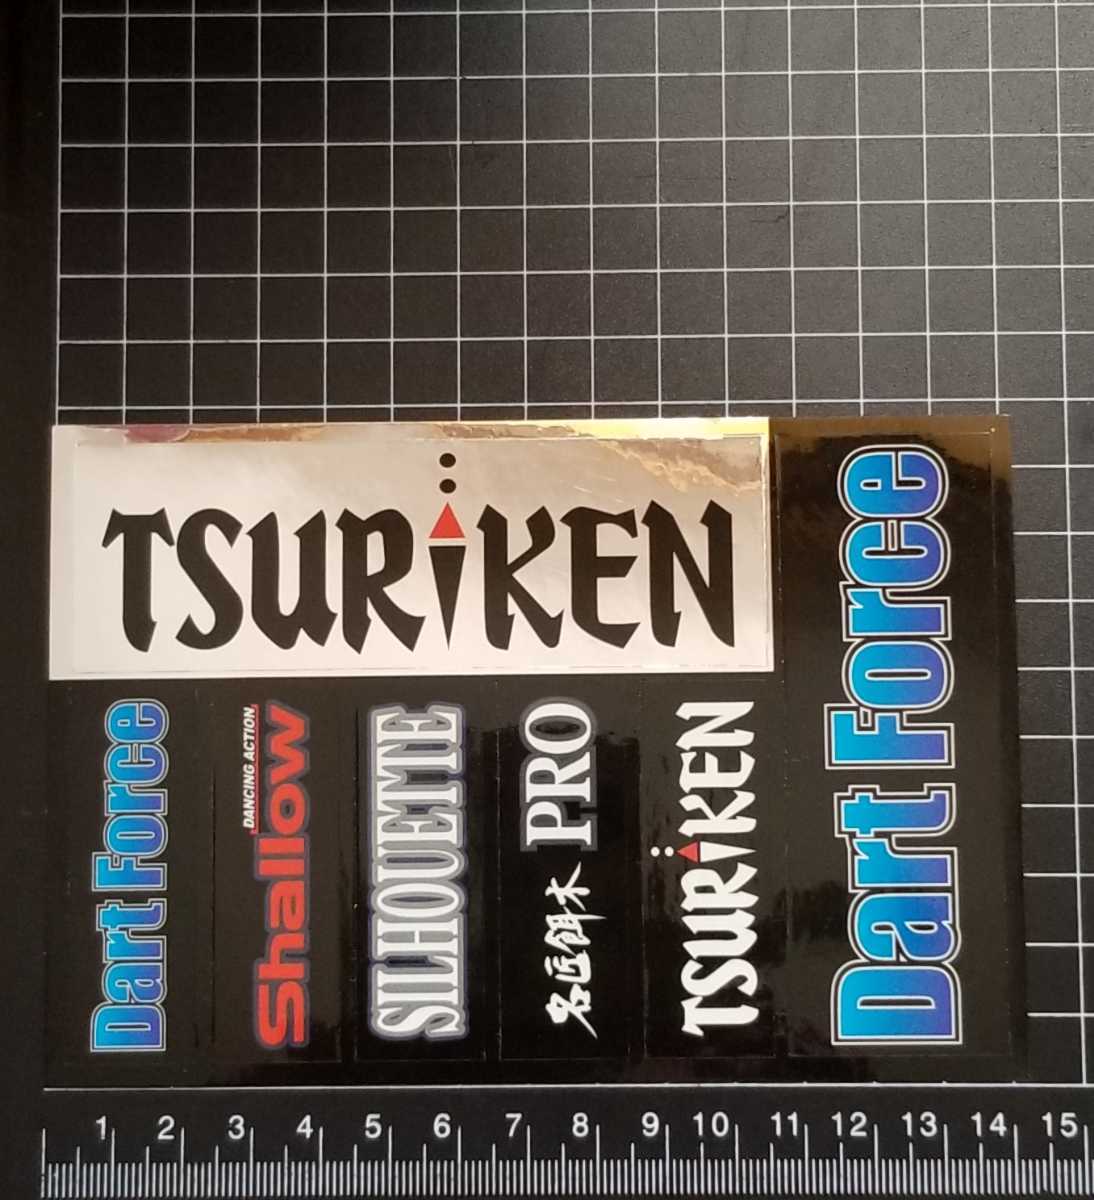 TSURiKEN
Dart Force
Dart Force
Shallow
DANCING ACTION
SILHOUETTE
名匠餌木 PRO
TSURiKEN
1 2 3 4 5 6 7 8 9 10 11 12 13 14 15